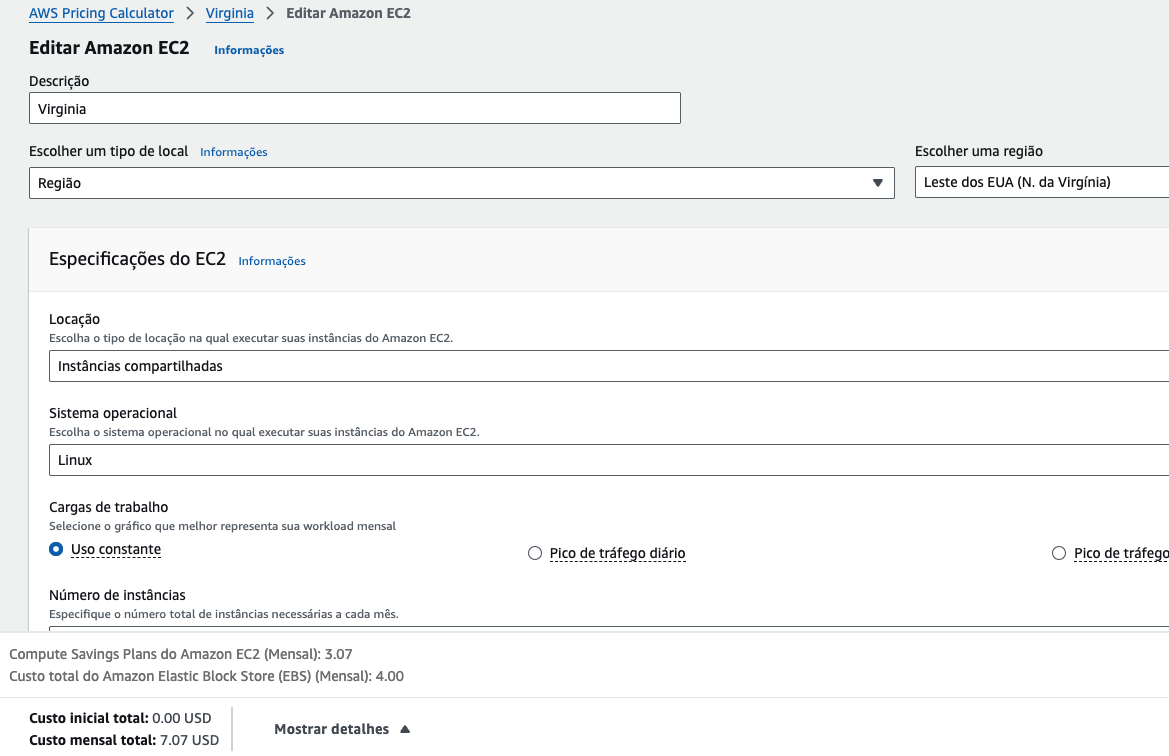 AWS Pricing Calculator > Virginia > Editar Amazon EC2
Editar Amazon EC2 Informações
Descrição
Virginia
Escolher um tipo de local Informações
Escolher uma região
Região
Leste dos EUA (N. da Virgínia)
Especificações do EC2 Informações
Locação
Escolha o tipo de locação na qual executar suas instâncias do Amazon EC2.
Instâncias compartilhadas
Sistema operacional
Escolha o sistema operacional no qual executar suas instâncias do Amazon EC2.
Linux
Cargas de trabalho
Selecione o gráfico que melhor representa sua workload mensal
Uso constante
Pico de tráfego diário
Pico de tráfego
Número de instâncias
Especifique o número total de instâncias necessárias a cada mês.
Compute Savings Plans do Amazon EC2 (Mensal): 3.07
Custo total do Amazon Elastic Block Store (EBS) (Mensal): 4.00
Custo inicial total: 0.00 USD
Custo mensal total: 7.07 USD
Mostrar detalhes